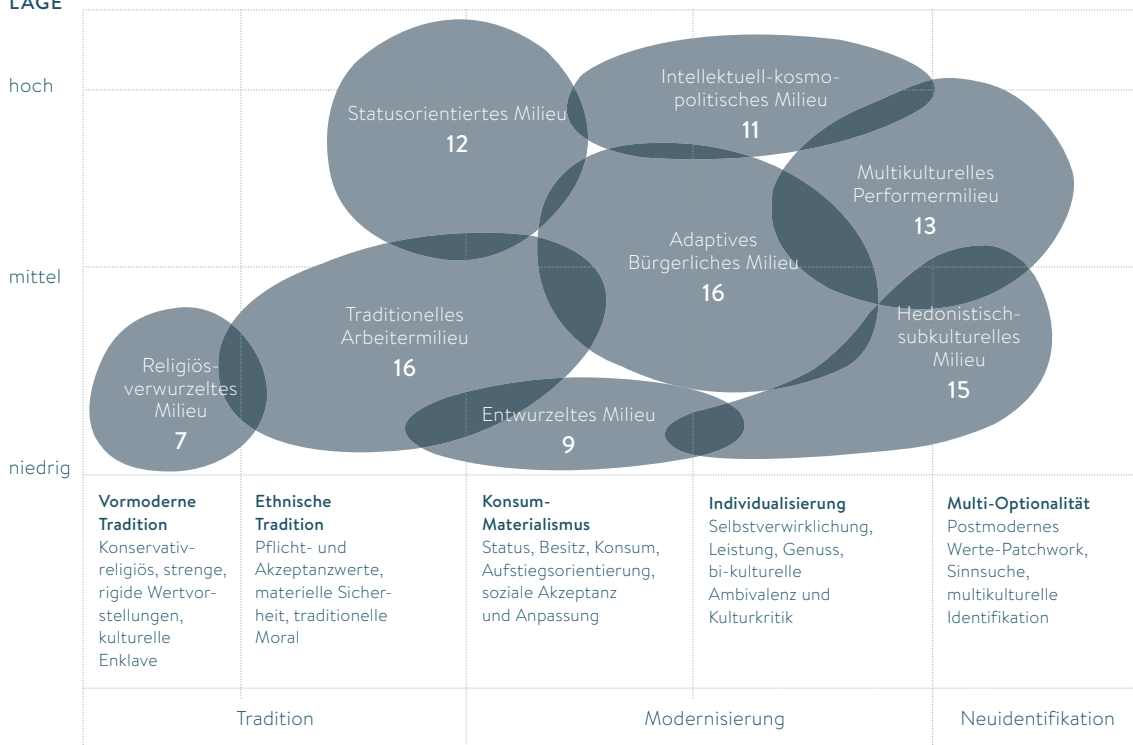 LAGE
hoch
mittel
niedrig
Statusorientiertes Milieu
12
Intellektuell-kosmo-
politisches Milieu
11
Multikulturelles
Performermilieu
13
Adaptives
Bürgerliches Milieu
16
Traditionelles
Arbeitermilieu
16
Hedonistisch-
subkulturelles
Milieu
15
Religiös-
verwurzeltes
Milieu
7
Entwurzeltes Milieu
9
Vormoderne
Tradition
Konservativ-
religiös, strenge,
rigide Wertvor-
stellungen,
kulturelle
Enklave
Ethnische
Tradition
Pflicht- und
Akzeptanzwerte,
materielle Sicher-
heit, traditionelle
Moral
Konsum-
Materialismus
Status, Besitz, Konsum,
Aufstiegsorientierung,
soziale Akzeptanz
und Anpassung
Individualisierung
Selbstverwirklichung,
Leistung, Genuss,
bi-kulturelle
Ambivalenz und
Kulturkritik
Multi-Optionalität
Postmodernes
Werte-Patchwork,
Sinnsuche,
multikulturelle
Identifikation
Tradition
Modernisierung
Neuidentifikation